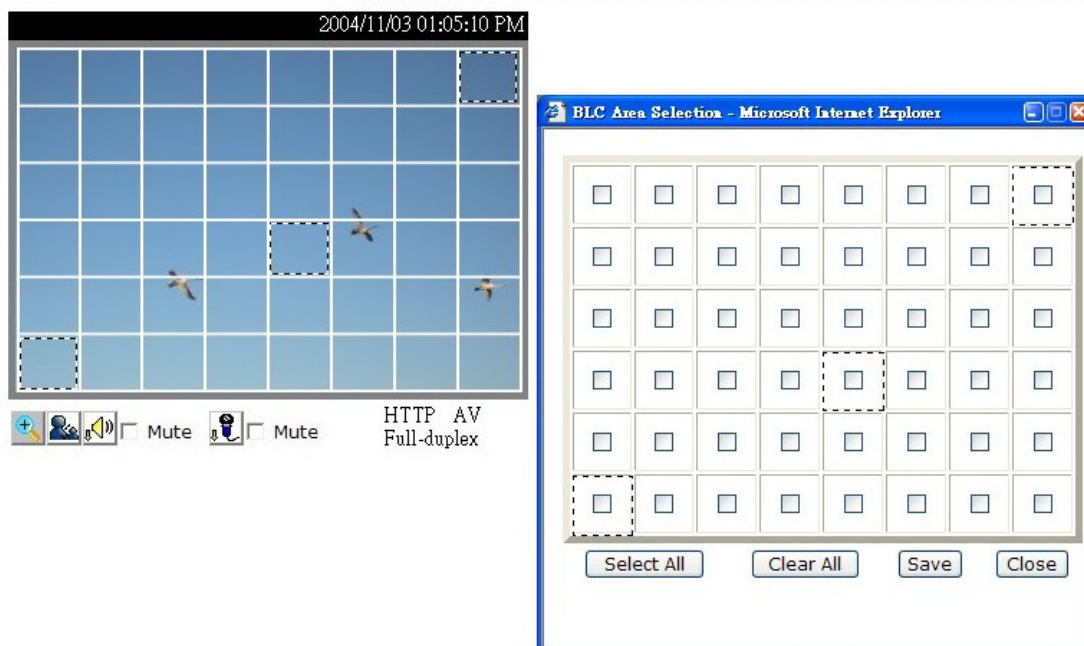 2004/11/03 01:05:10 PM
Mute
Mute
HTTP AV
Full-duplex
BLC Area Selection - Microsoft Internet Explorer
Select All
Clear All
Save
Close